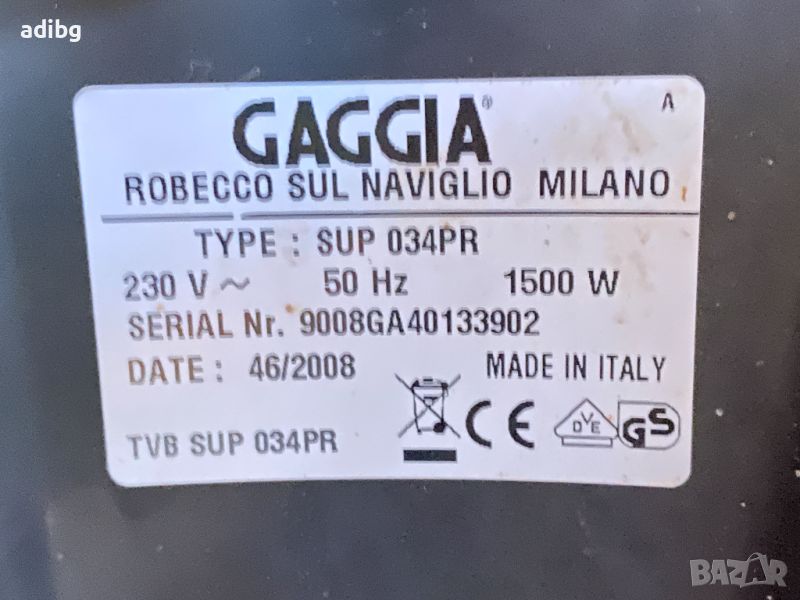 adibg
GAGGIA® A
ROBECCO SUL NAVIGLIO MILANO
TYPE : SUP 034PR
230 V ~ 50 Hz 1500 W
SERIAL Nr. 9008GA40133902
DATE : 46/2008 MADE IN ITALY
TVB SUP 034PR CE DVE GS
BAZAR